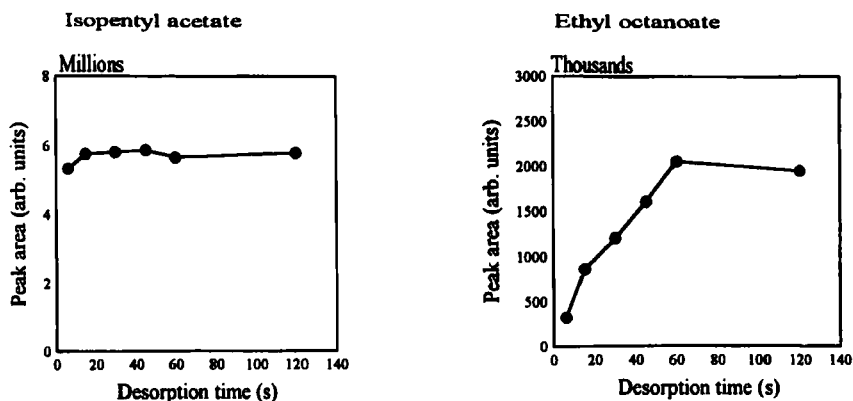 Isopentyl acetate
Millions
8
6
4
2
0
0 20 40 60 80 100 120 140
Peak area (arb. units)
Desorption time (s)
Ethyl octanoate
Thousands
3000
2500
2000
1500
1000
500
0
0 20 40 60 80 100 120 140
Peak area (arb. units)
Desorption time (s)